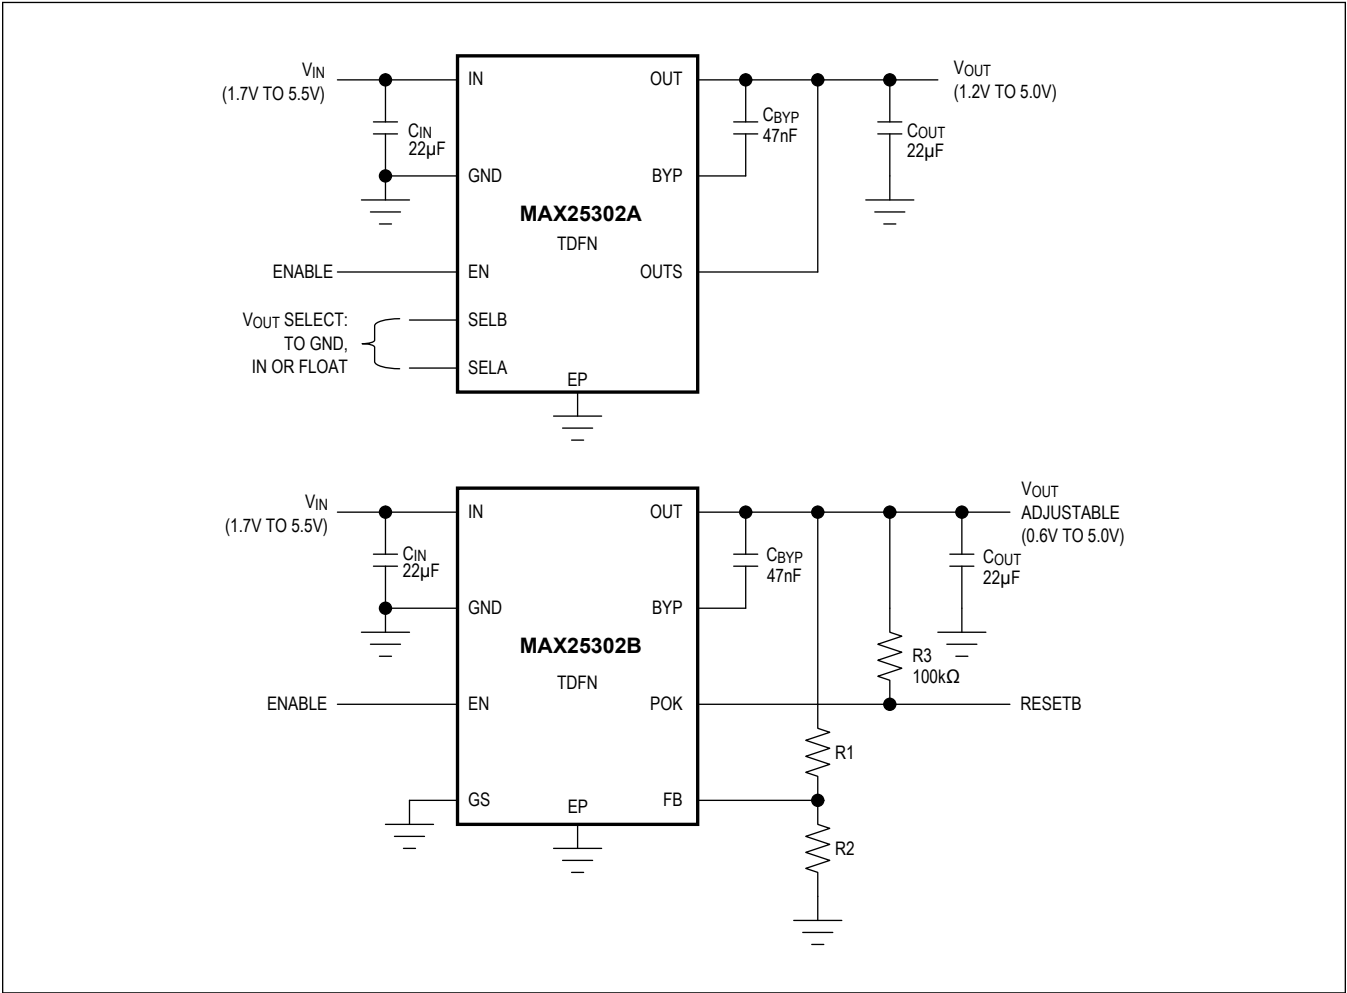 VIN
(1.7V TO 5.5V)
CIN
22µF
IN
GND
EN
SELB
SELA
ENABLE
VOUT SELECT:
TO GND,
IN OR FLOAT
MAX25302A
TDFN
EP
OUT
BYP
OUTS
CBYP
47nF
COUT
22µF
VOUT
(1.2V TO 5.0V)
VIN
(1.7V TO 5.5V)
CIN
22µF
IN
GND
EN
GS
ENABLE
MAX25302B
TDFN
EP
OUT
BYP
POK
FB
CBYP
47nF
COUT
22µF
VOUT
ADJUSTABLE
(0.6V TO 5.0V)
R3
100kΩ
RESETB
R1
R2